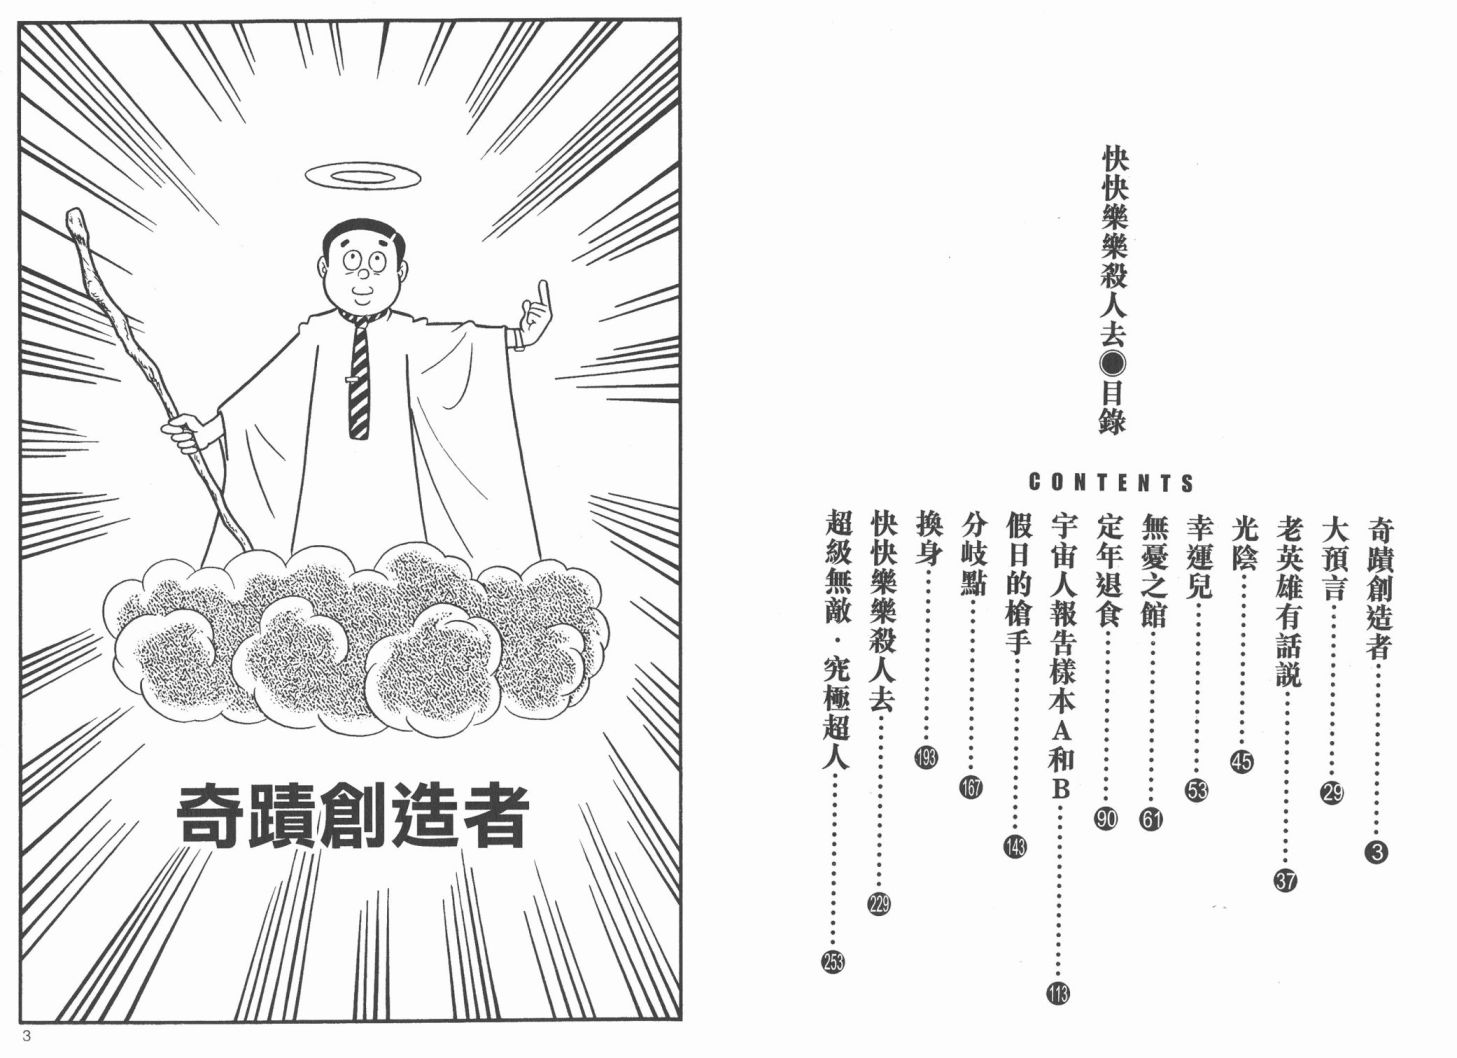 快快樂樂殺人去◉目錄
CONTENTS
奇蹟創造者 3
大預言 29
老英雄有話説 37
光陰 45
幸運兒 53
無憂之館 61
定年退食 90
宇宙人報告樣本A和B 113
假日的槍手 143
分岐點 167
換身 193
快快樂樂殺人去 229
超級無敵・究極超人 253
奇蹟創造者
3